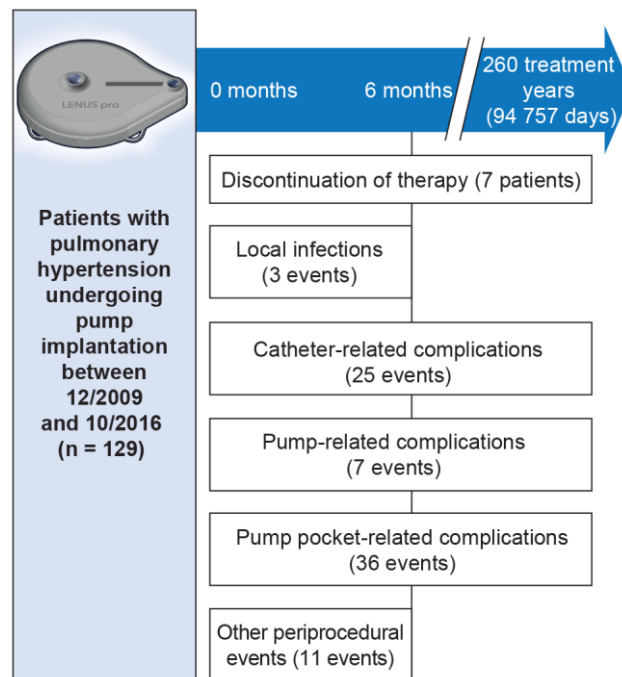 LENUS pro
Patients with
pulmonary
hypertension
undergoing
pump
implantation
between
12/2009
and 10/2016
(n = 129)
0 months
6 months
260 treatment
years
(94 757 days)
Discontinuation of therapy (7 patients)
Local infections
(3 events)
Catheter-related complications
(25 events)
Pump-related complications
(7 events)
Pump pocket-related complications
(36 events)
Other periprocedural
events (11 events)